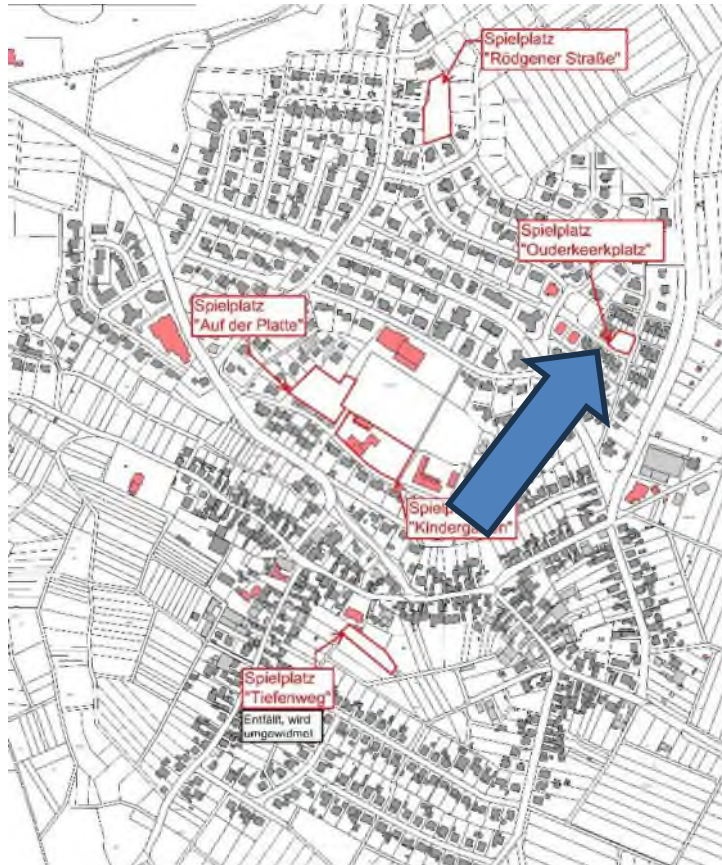 Spielplatz
"Rödgener Straße"
Spielplatz
"Ouderkeerkplatz"
Spielplatz
"Auf der Platte"
"Kindergarten"
Spielplatz
"Tiefenweg"
Entfällt, wird
umgewidmet